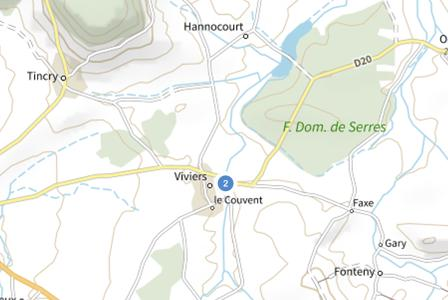 Hannocourt
O
D20
Tincry
F. Dom. de Serres
Viviers
2
le Couvent
Faxe
Gary
Fonteny